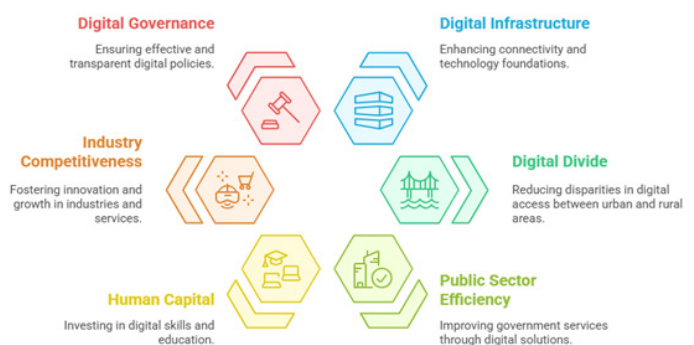 Digital Governance
Ensuring effective and
transparent digital policies.
Digital Infrastructure
Enhancing connectivity and
technology foundations.
Industry
Competitiveness
Fostering innovation and
growth in industries and
services.
Digital Divide
Reducing disparities in digital
access between urban and rural
areas.
Human Capital
Investing in digital skills and
education.
Public Sector
Efficiency
Improving government services
through digital solutions.